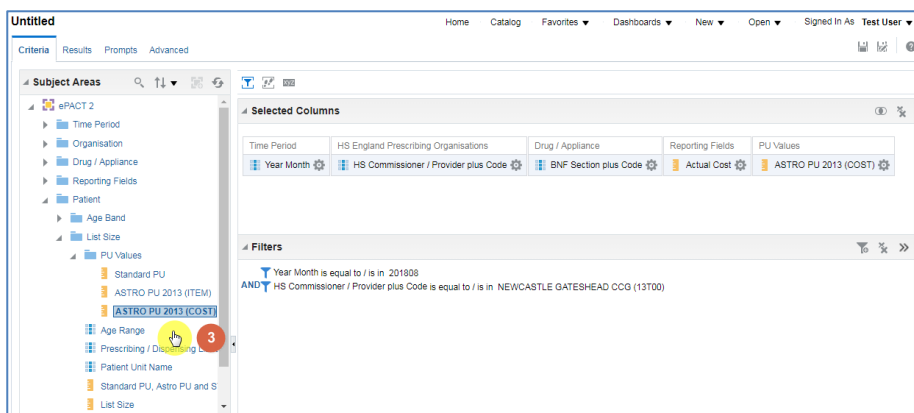 Untitled
Home Catalog Favorites Dashboards New Open Signed In As Test User
Criteria Results Prompts Advanced
Subject Areas
ePACT 2
Time Period
Organisation
Drug / Appliance
Reporting Fields
Patient
Age Band
List Size
PU Values
Standard PU
ASTRO PU 2013 (ITEM)
ASTRO PU 2013 (COST)
Age Range
3
Prescribing / Dispensing
Patient Unit Name
Standard PU, Astro PU and S
List Size
XYZ
Selected Columns
Time Period HS England Prescribing Organisations Drug / Appliance Reporting Fields PU Values
Year Month HS Commissioner / Provider plus Code BNF Section plus Code Actual Cost ASTRO PU 2013 (COST)
Filters
Year Month is equal to / is in 201808
AND HS Commissioner / Provider plus Code is equal to / is in NEWCASTLE GATESHEAD CCG (13T00)